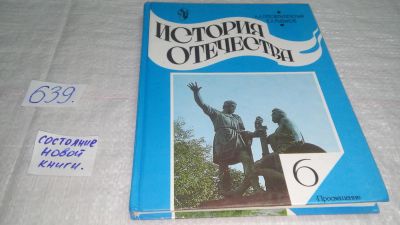 639.
состояние
новой
книги.
ИСТОРИЯ
ОТЕЧЕСТВА
6
Просвещение